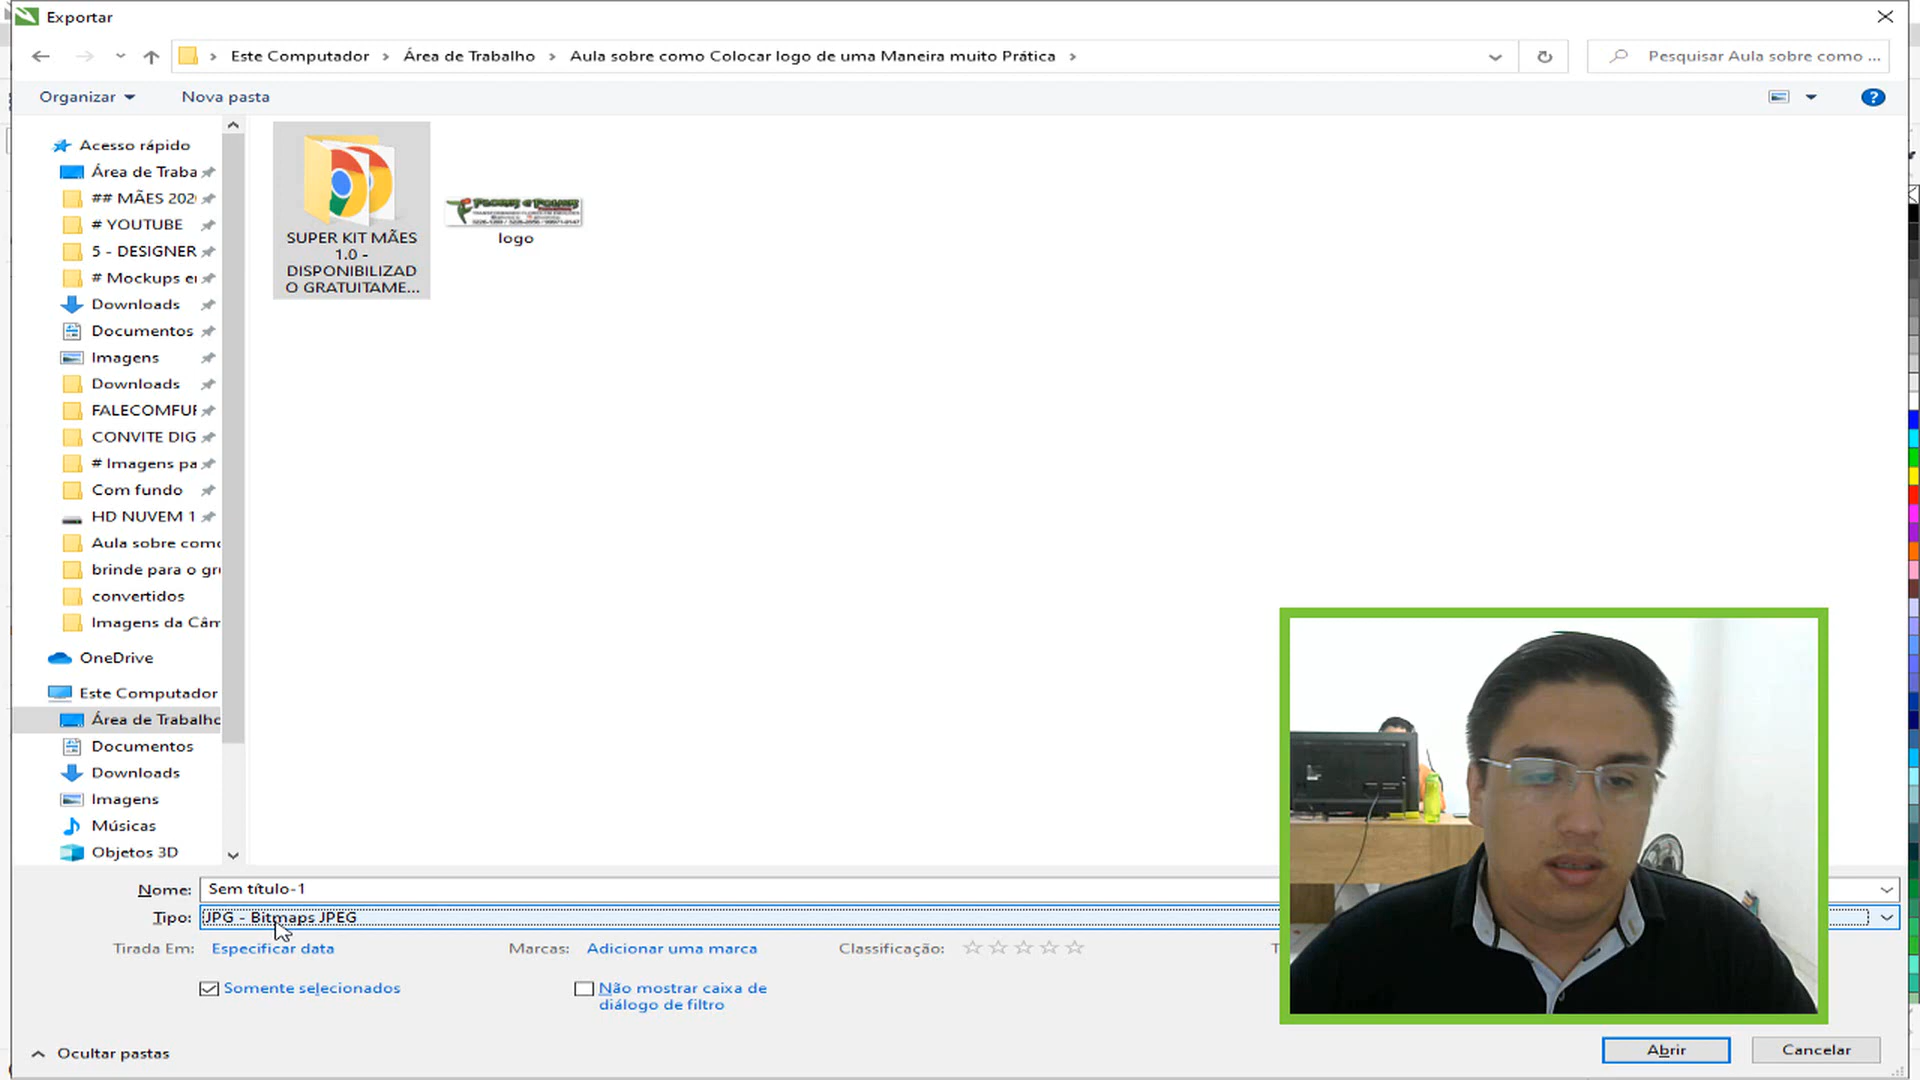 Exportar
Este Computador > Área de Trabalho > Aula sobre como Colocar logo de uma Maneira muito Prática >
Pesquisar Aula sobre como ...
Organizar
Nova pasta
Acesso rápido
Área de Traba
## MÃES 202
# YOUTUBE
5 - DESIGNER
# Mockups e
Downloads
Documentos
Imagens
Downloads
FALECOMFU
CONVITE DIG
# Imagens pa
Com fundo
HD NUVEM 1
Aula sobre como
brinde para o gr
convertidos
Imagens da Câm
OneDrive
Este Computador
Área de Trabalho
Documentos
Downloads
Imagens
Músicas
Objetos 3D
SUPER KIT MÃES
1.0 -
DISPONIBILIZAD
O GRATUITAME...
logo
Nome: Sem título-1
Tipo: JPG - Bitmaps JPEG
Tirada Em: Especificar data
Marcas: Adicionar uma marca
Classificação:
T
Somente selecionados
Não mostrar caixa de
diálogo de filtro
Ocultar pastas
Abrir
Cancelar